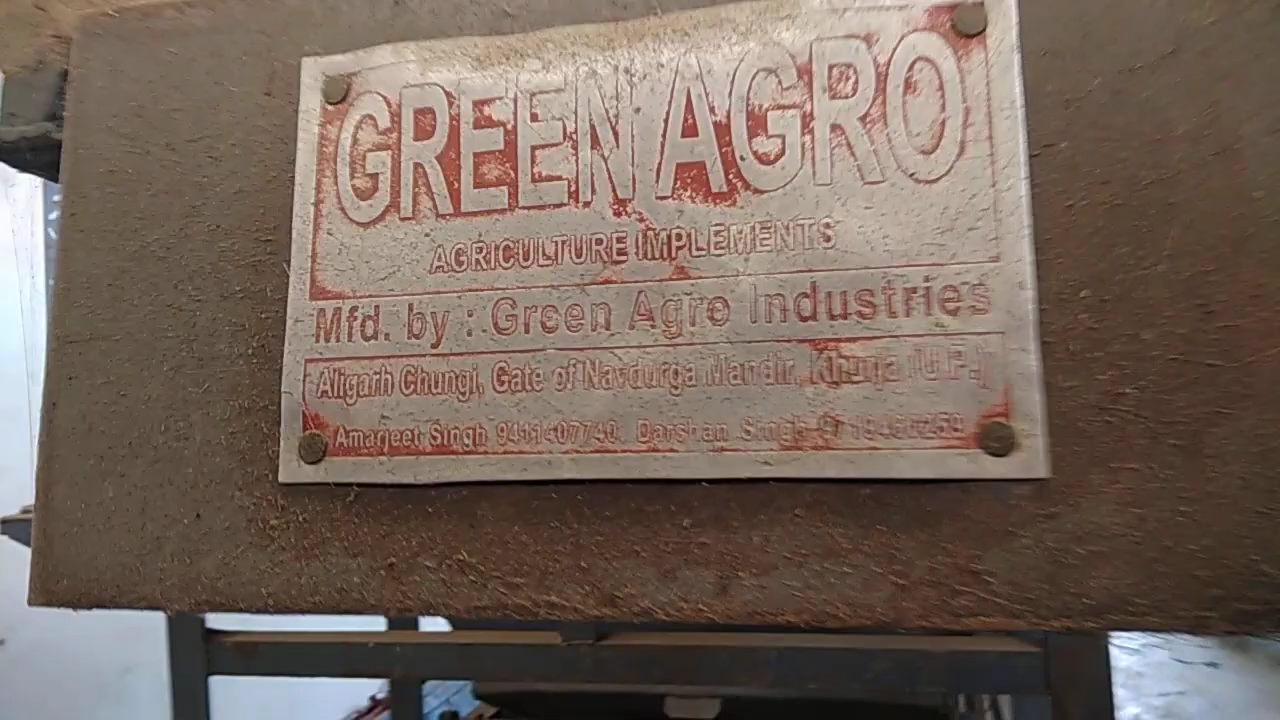 GREEN AGRO
AGRICULTURE IMPLEMENTS
Mfd. by : Green Agro Industries
Aligarh Chungi, Gate of Navdurga Mandir, Khurja (U.P.)
Amarjeet Singh 9411407740, Darshan Singh